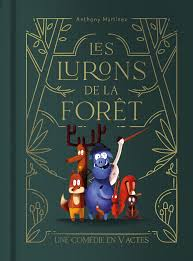 Anthony Martinez
LES
LURONS
DE LA
FORÊT
UNE COMÉDIE EN V ACTES